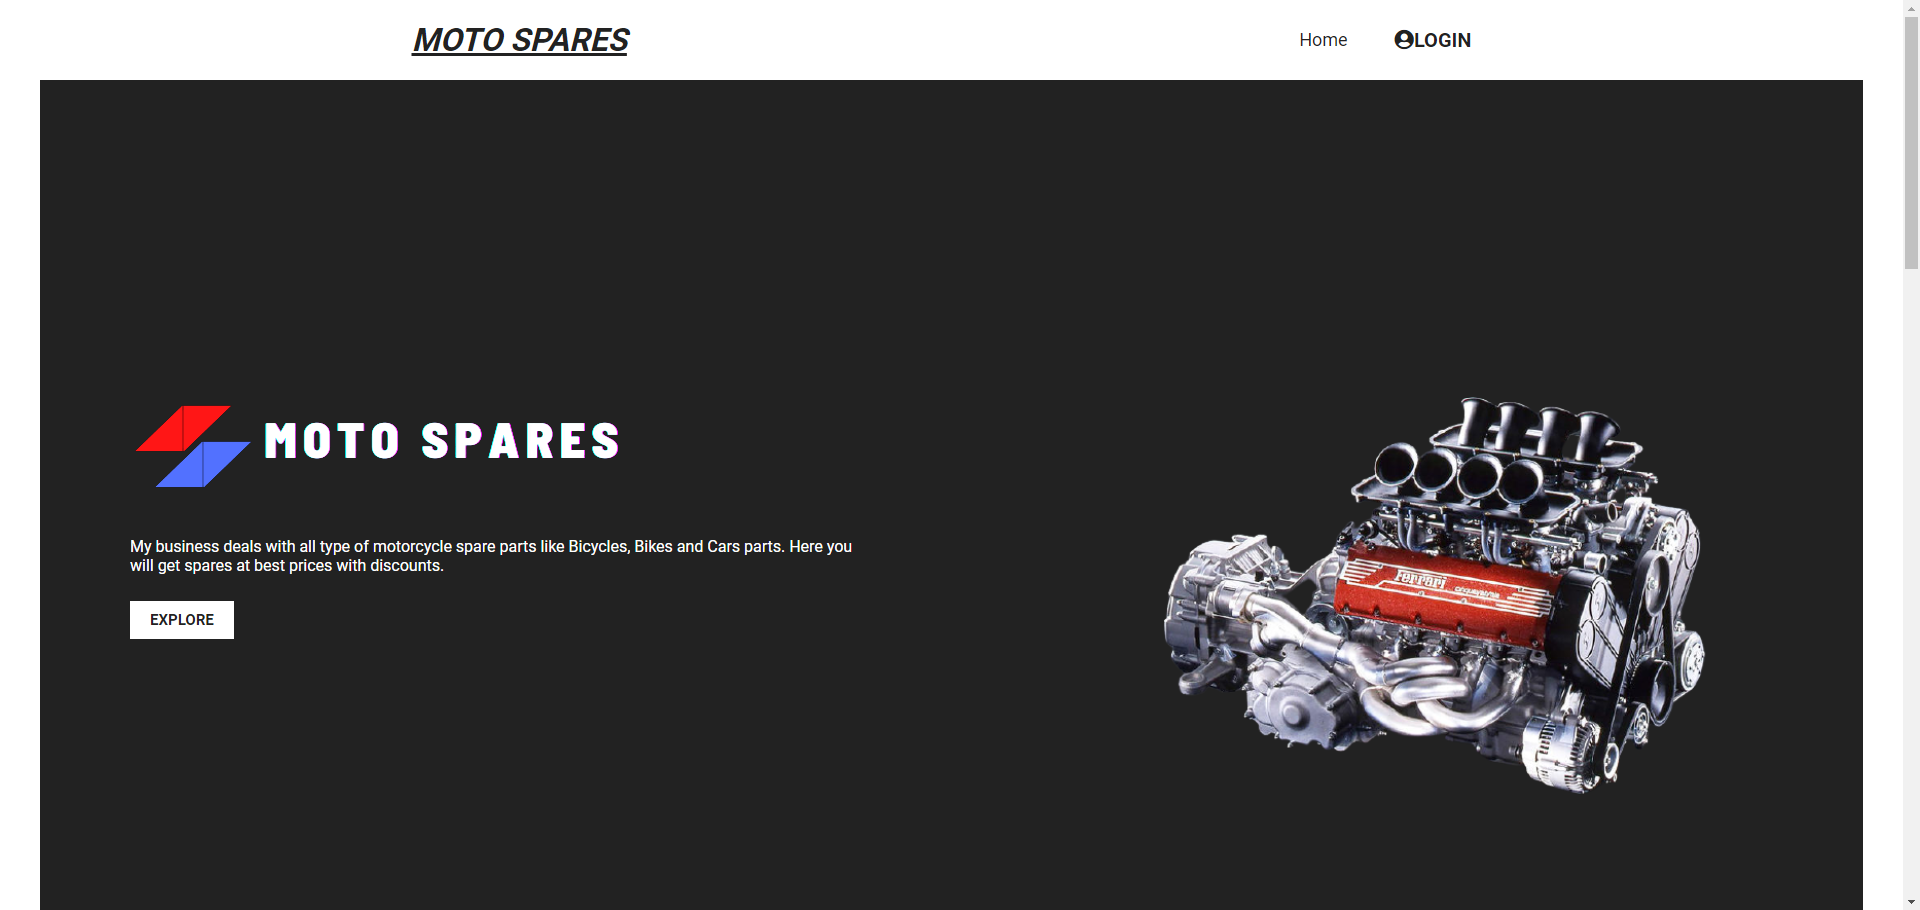 MOTO SPARES
Home
LOGIN
MOTO SPARES
My business deals with all type of motorcycle spare parts like Bicycles, Bikes and Cars parts. Here you
will get spares at best prices with discounts.
EXPLORE
Ferrari